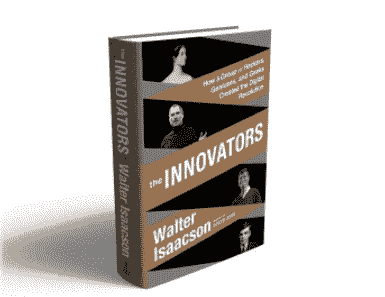 the INNOVATORS Walter Isaacson
How a Group of Hackers,
Geniuses, and Geeks
Created the Digital
Revolution
the INNOVATORS
Walter
Isaacson